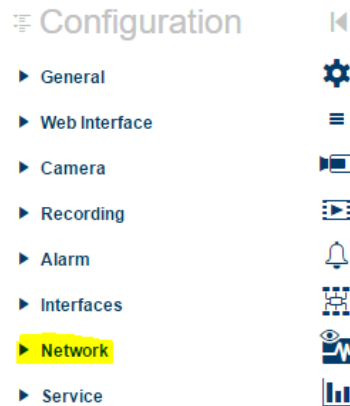 Configuration
General
Web Interface
Camera
Recording
Alarm
Interfaces
Network
Service